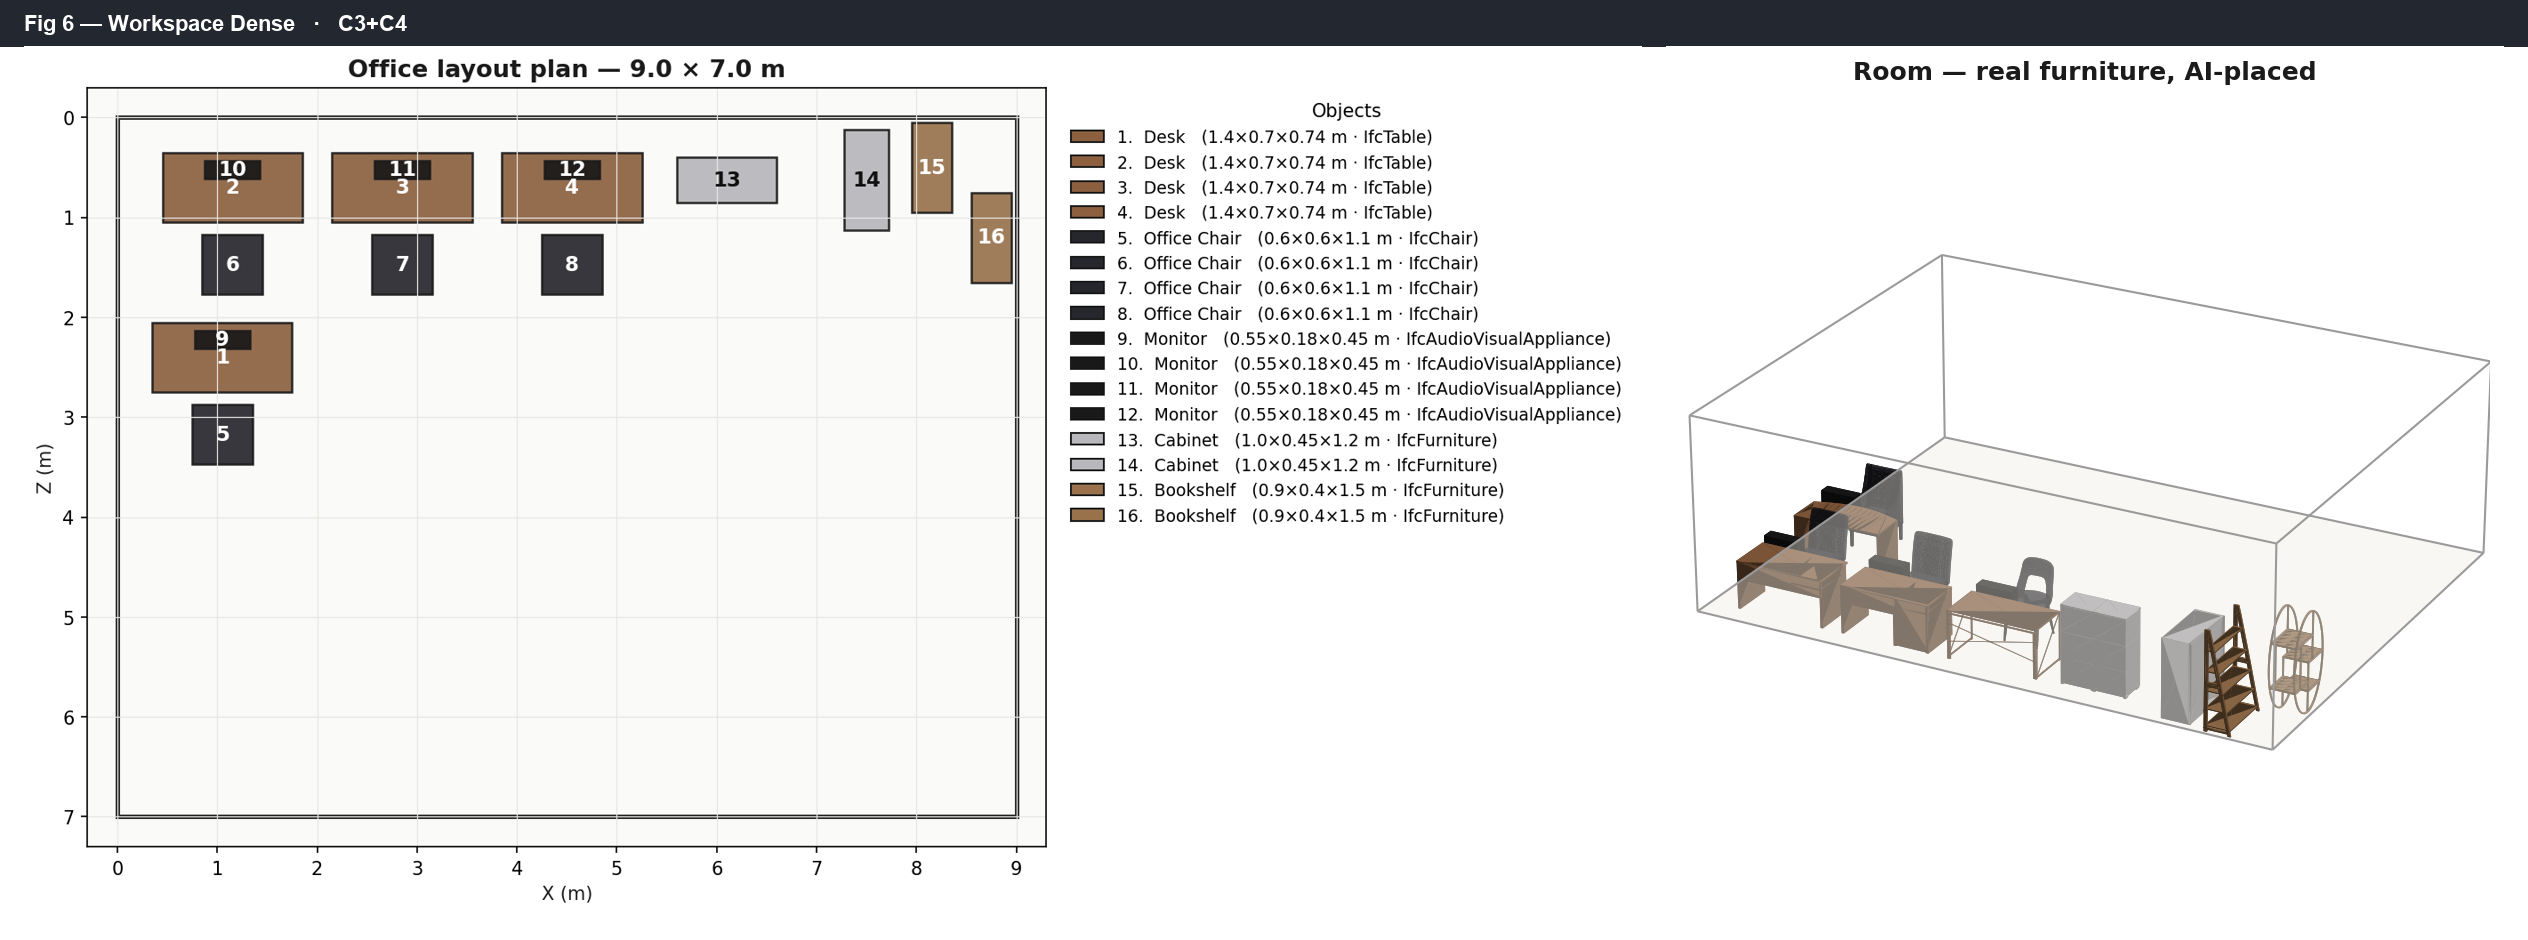 Fig 6 — Workspace Dense · C3+C4
Office layout plan — 9.0 × 7.0 m
0
1
2
3
4
5
6
7
Z (m)
10
2
11
3
12
4
13
14
15
16
6
7
8
9
1
5
0 1 2 3 4 5 6 7 8 9
X (m)
Objects
1. Desk (1.4×0.7×0.74 m · IfcTable)
2. Desk (1.4×0.7×0.74 m · IfcTable)
3. Desk (1.4×0.7×0.74 m · IfcTable)
4. Desk (1.4×0.7×0.74 m · IfcTable)
5. Office Chair (0.6×0.6×1.1 m · IfcChair)
6. Office Chair (0.6×0.6×1.1 m · IfcChair)
7. Office Chair (0.6×0.6×1.1 m · IfcChair)
8. Office Chair (0.6×0.6×1.1 m · IfcChair)
9. Monitor (0.55×0.18×0.45 m · IfcAudioVisualAppliance)
10. Monitor (0.55×0.18×0.45 m · IfcAudioVisualAppliance)
11. Monitor (0.55×0.18×0.45 m · IfcAudioVisualAppliance)
12. Monitor (0.55×0.18×0.45 m · IfcAudioVisualAppliance)
13. Cabinet (1.0×0.45×1.2 m · IfcFurniture)
14. Cabinet (1.0×0.45×1.2 m · IfcFurniture)
15. Bookshelf (0.9×0.4×1.5 m · IfcFurniture)
16. Bookshelf (0.9×0.4×1.5 m · IfcFurniture)
Room — real furniture, AI-placed